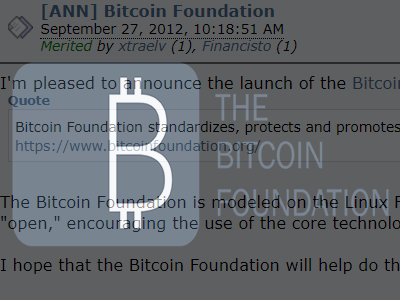 [ANN] Bitcoin Foundation
September 27, 2012, 10:18:51 AM
Merited by xtraelv (1), Financisto (1)
I'm pleased to announce the launch of the Bitcoi
Quote
Bitcoin Foundation standardizes, protects and promotes
https://www.bitcoinfoundation.org/
THE
BITCOIN
FOUNDATION
The Bitcoin Foundation is modeled on the Linux F
"open," encouraging the use of the core technolo
I hope that the Bitcoin Foundation will help do th